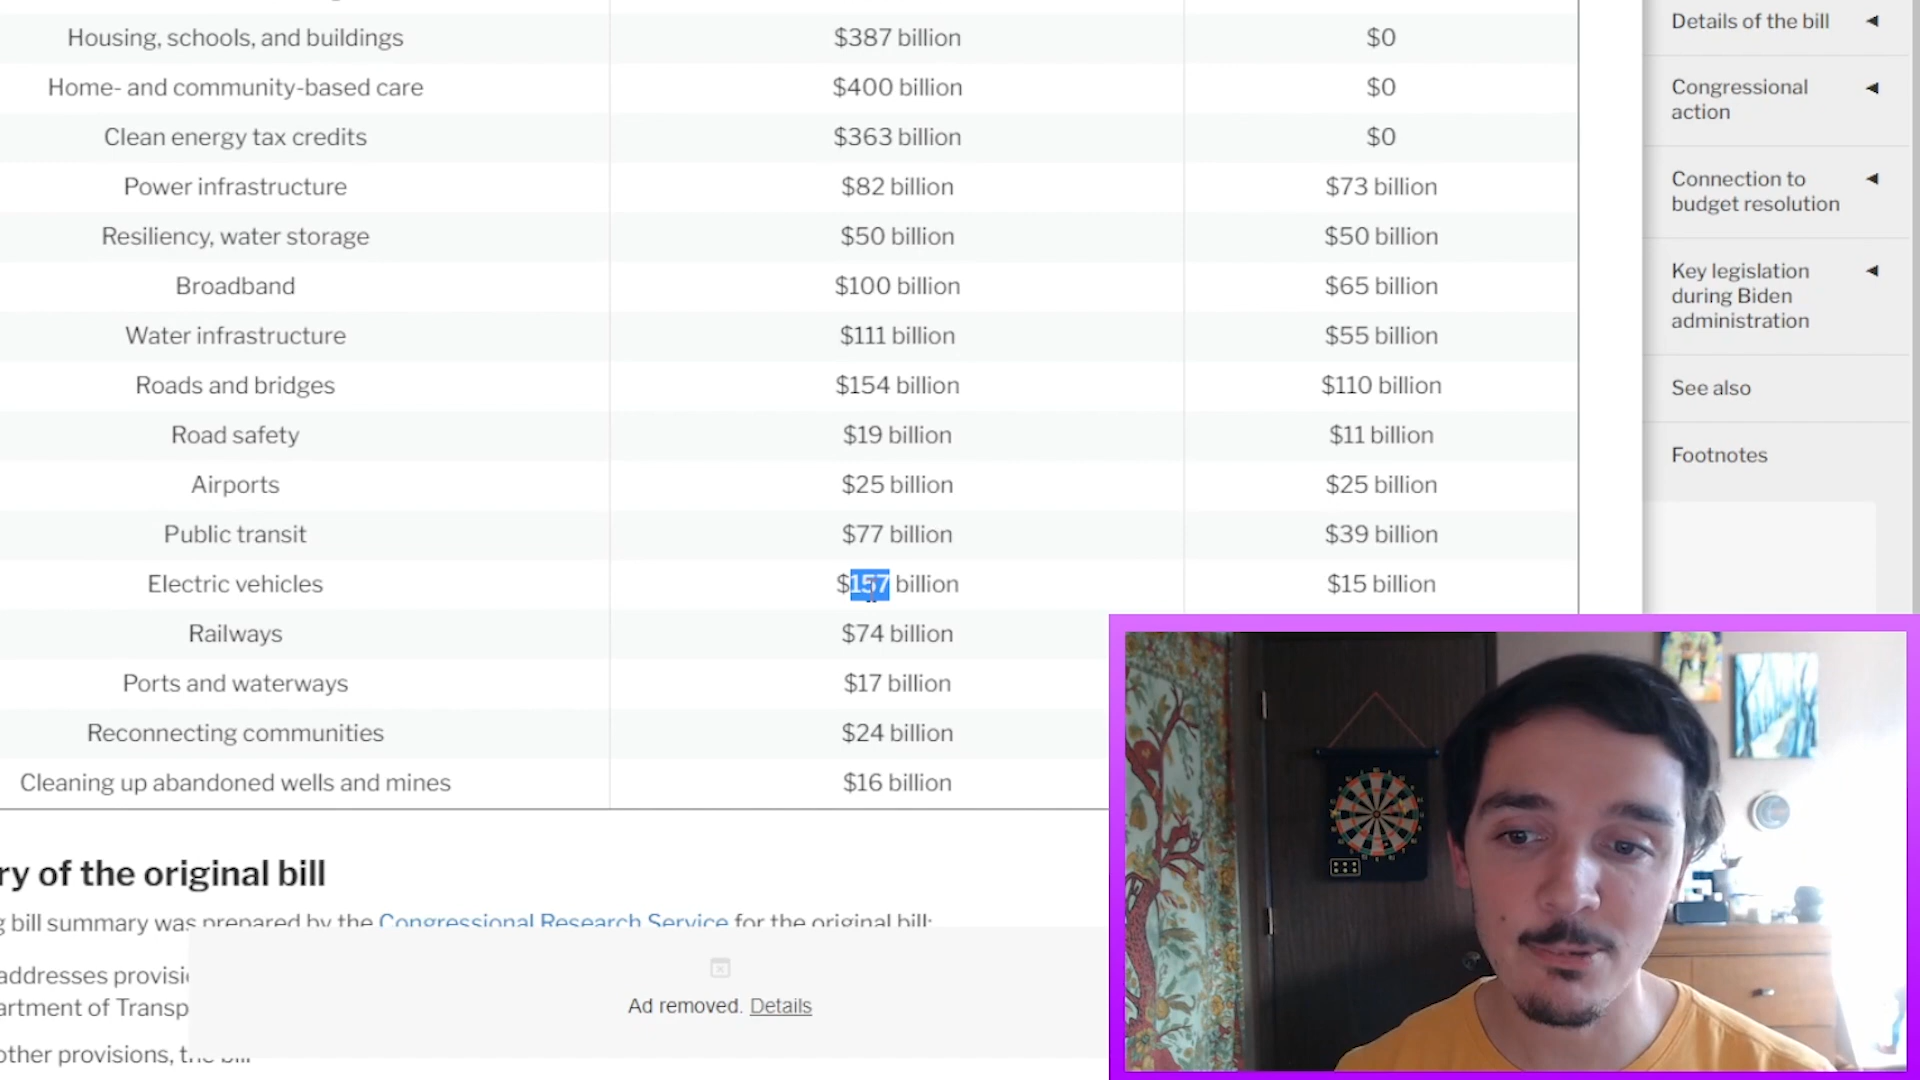 Housing, schools, and buildings $387 billion $0
Home- and community-based care $400 billion $0
Clean energy tax credits $363 billion $0
Power infrastructure $82 billion $73 billion
Resiliency, water storage $50 billion $50 billion
Broadband $100 billion $65 billion
Water infrastructure $111 billion $55 billion
Roads and bridges $154 billion $110 billion
Road safety $19 billion $11 billion
Airports $25 billion $25 billion
Public transit $77 billion $39 billion
Electric vehicles $157 billion $15 billion
Railways $74 billion
Ports and waterways $17 billion
Reconnecting communities $24 billion
Cleaning up abandoned wells and mines $16 billion
ry of the original bill
g bill summary was prepared by the Congressional Research Service for the original bill:
addresses provisi
artment of Transp
other provisions, bill
Ad removed. Details
Details of the bill
Congressional
action
Connection to
budget resolution
Key legislation
during Biden
administration
See also
Footnotes